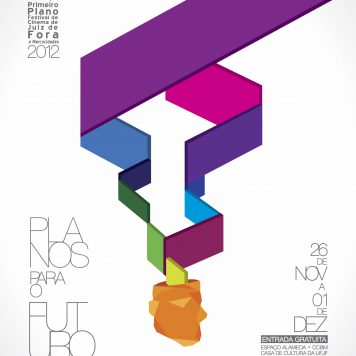 Primeiro
Plano
Festival de
Cinema de
Juiz de
Fora
e Mercocidades
2012
PLA
NOS
PARA
O
FUT
URO
26
DE
NOV
A
01
DE
DEZ
ENTRADA GRATUITA:
ESPAÇO ALAMEDA • CCBM
CASA DE CULTURA DA UFJF